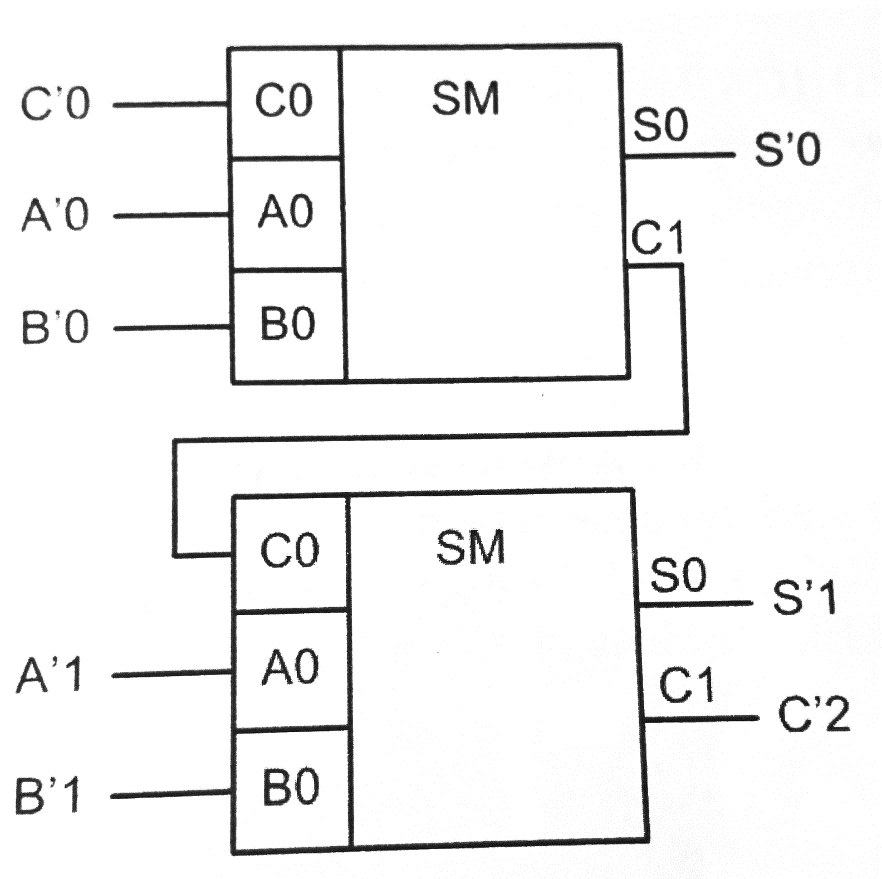 C'0 C0 SM
S0 S'0
A'0 A0
C1
B'0 B0
C0 SM
S0 S'1
A'1 A0
C1 C'2
B'1 B0